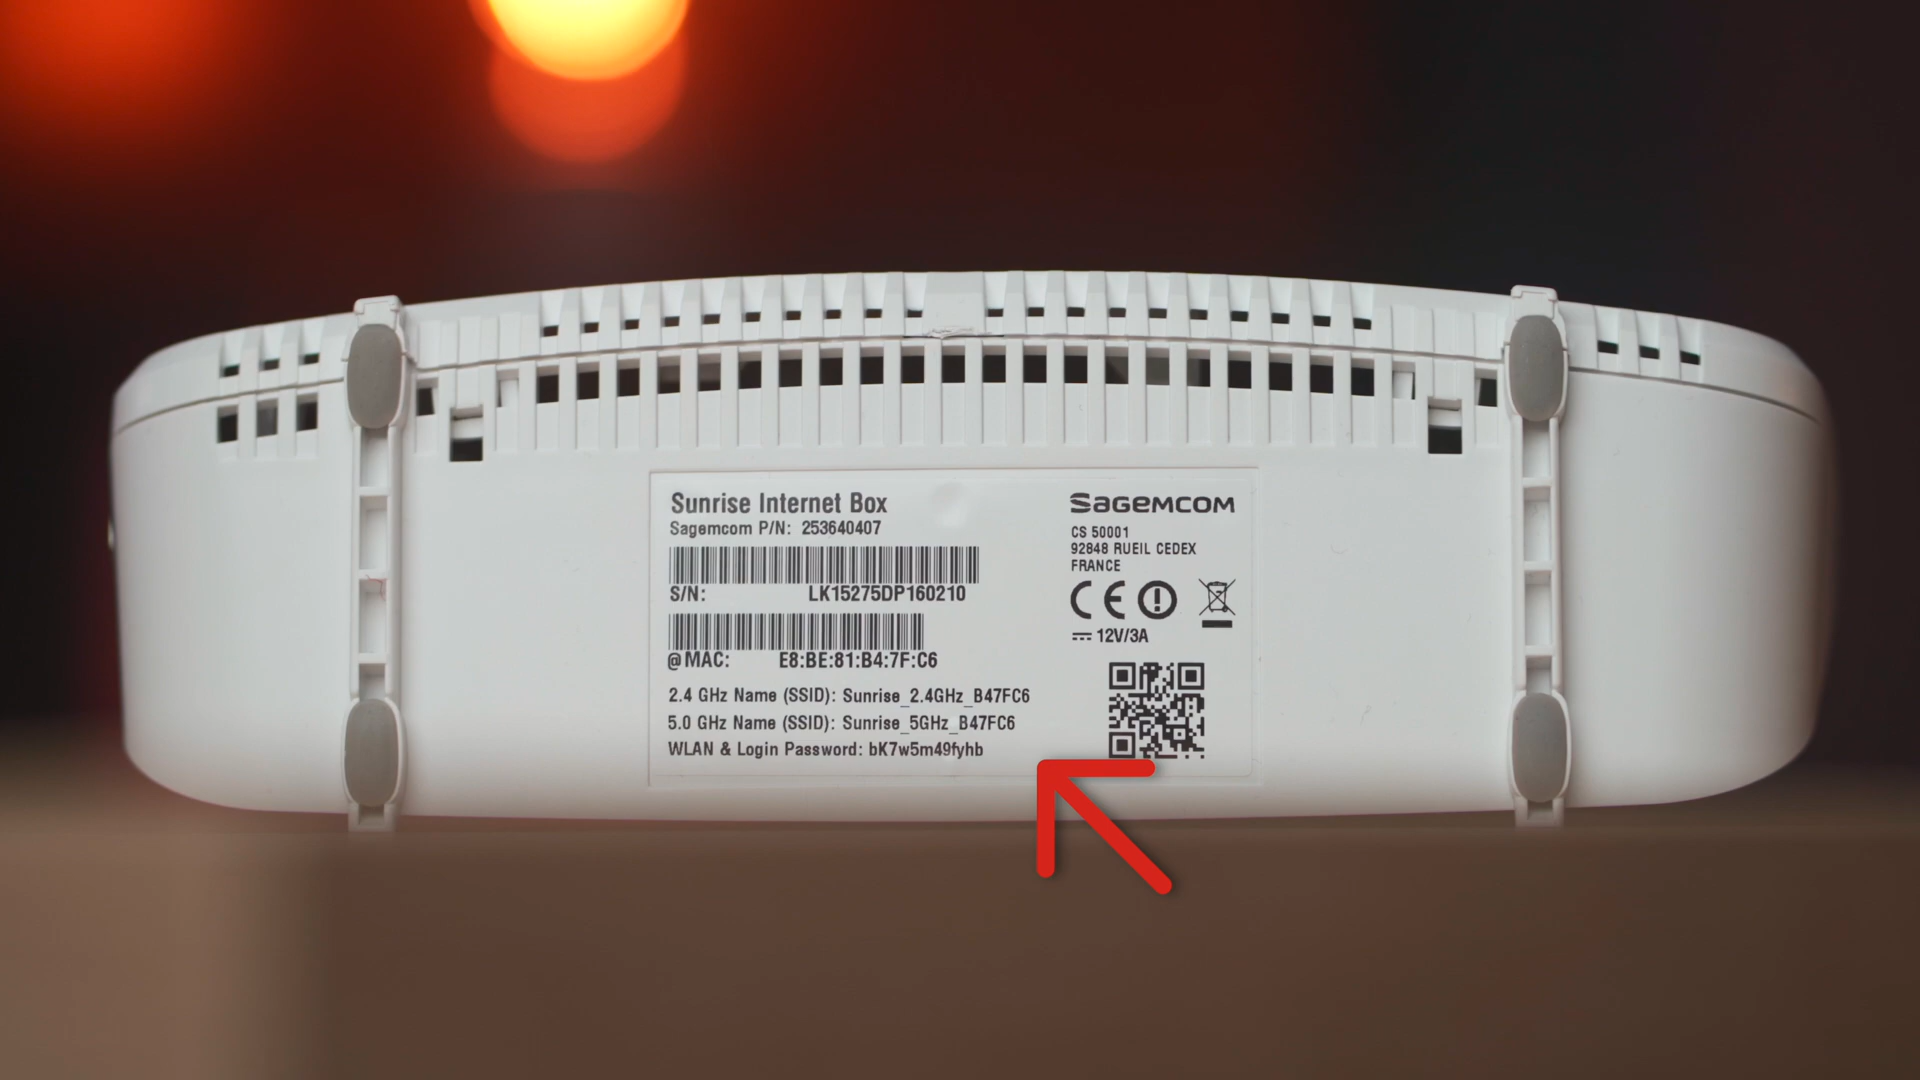 Sunrise Internet Box
Sagemcom P/N: 253640407
S/N: LK15275DP160210
@MAC: E8:BE:81:B4:7F:C6
2.4 GHz Name (SSID): Sunrise_2.4GHz_B47FC6
5.0 GHz Name (SSID): Sunrise_5GHz_B47FC6
WLAN & Login Password: bK7w5m49fyhb
SAGEMCOM
CS 50001
92848 RUEIL CEDEX
FRANCE
CE
12V/3A